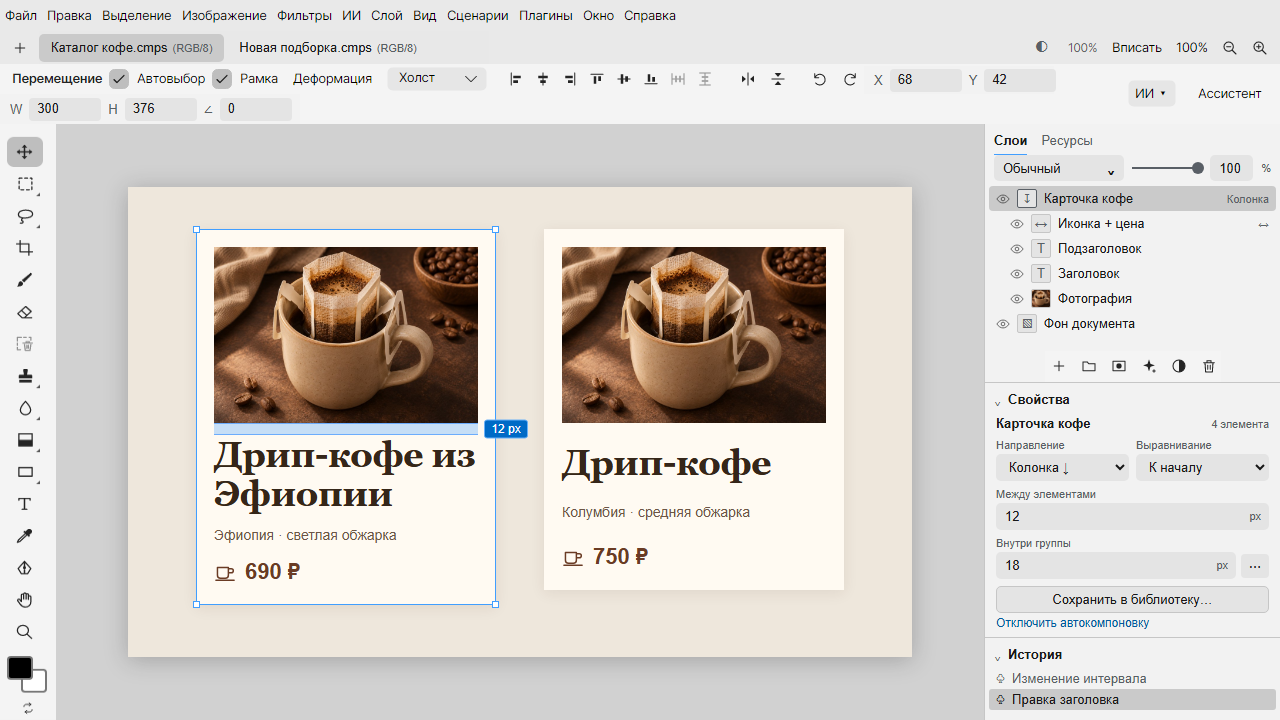 Файл Правка Выделение Изображение Фильтры ИИ Слой Вид Сценарии Плагины Окно Справка
Каталог кофе.cmps (RGB/8) Новая подборка.cmps (RGB/8) 100% Вписать 100%
Перемещение Автовыбор Рамка Деформация Холст X 68 Y 42
ИИ Ассистент
W 300 H 376 0
Слои Ресурсы
Обычный 100 %
Карточка кофе Колонка
Иконка + цена
T Подзаголовок
T Заголовок
Фотография
Фон документа
Свойства
Карточка кофе 4 элемента
Направление Выравнивание
Колонка ↓ К началу
Между элементами
12 px
Внутри группы
18 px ...
Сохранить в библиотеку…
Отключить автокомпоновку
История
Изменение интервала
Правка заголовка
12 px
Дрип-кофе из
Эфиопии
Эфиопия · светлая обжарка
690 ₽
Дрип-кофе
Колумбия · средняя обжарка
750 ₽